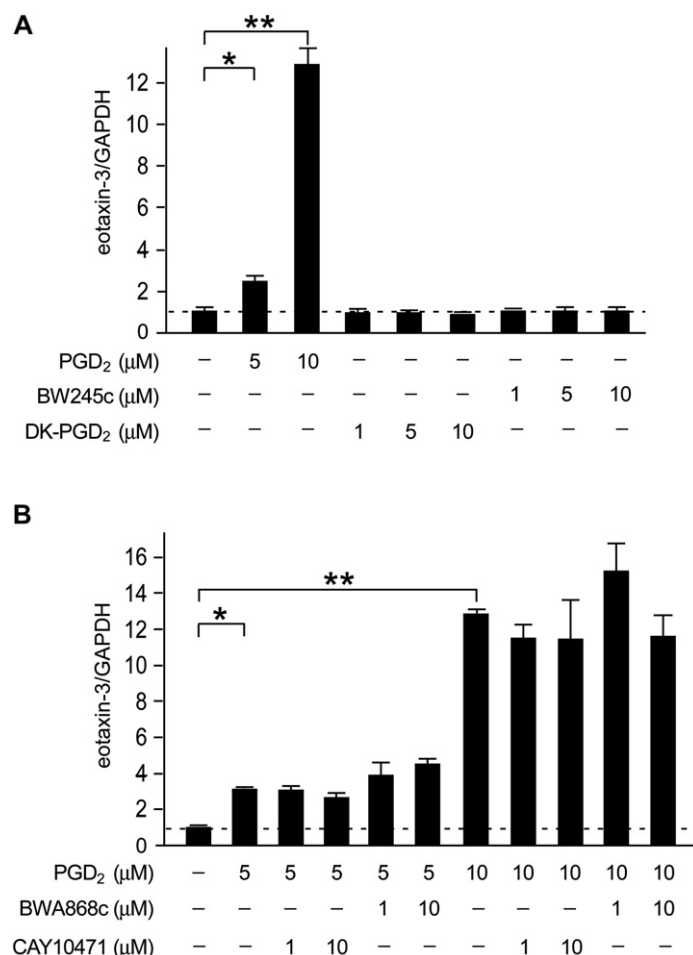 A
**
*
12
10
8
6
4
2
0
eotaxin-3/GAPDH
PGD₂ (μM) – 5 10 – – – – – –
BW245c (μM) – – – – – – 1 5 10
DK-PGD₂ (μM) – – – 1 5 10 – – –
B
16
14
12
10
8
6
4
2
0
**
*
eotaxin-3/GAPDH
PGD₂ (μM) – 5 5 5 5 5 10 10 10 10 10
BWA868c (μM) – – – – 1 10 – – – 1 10
CAY10471 (μM) – – 1 10 – – – 1 10 – –